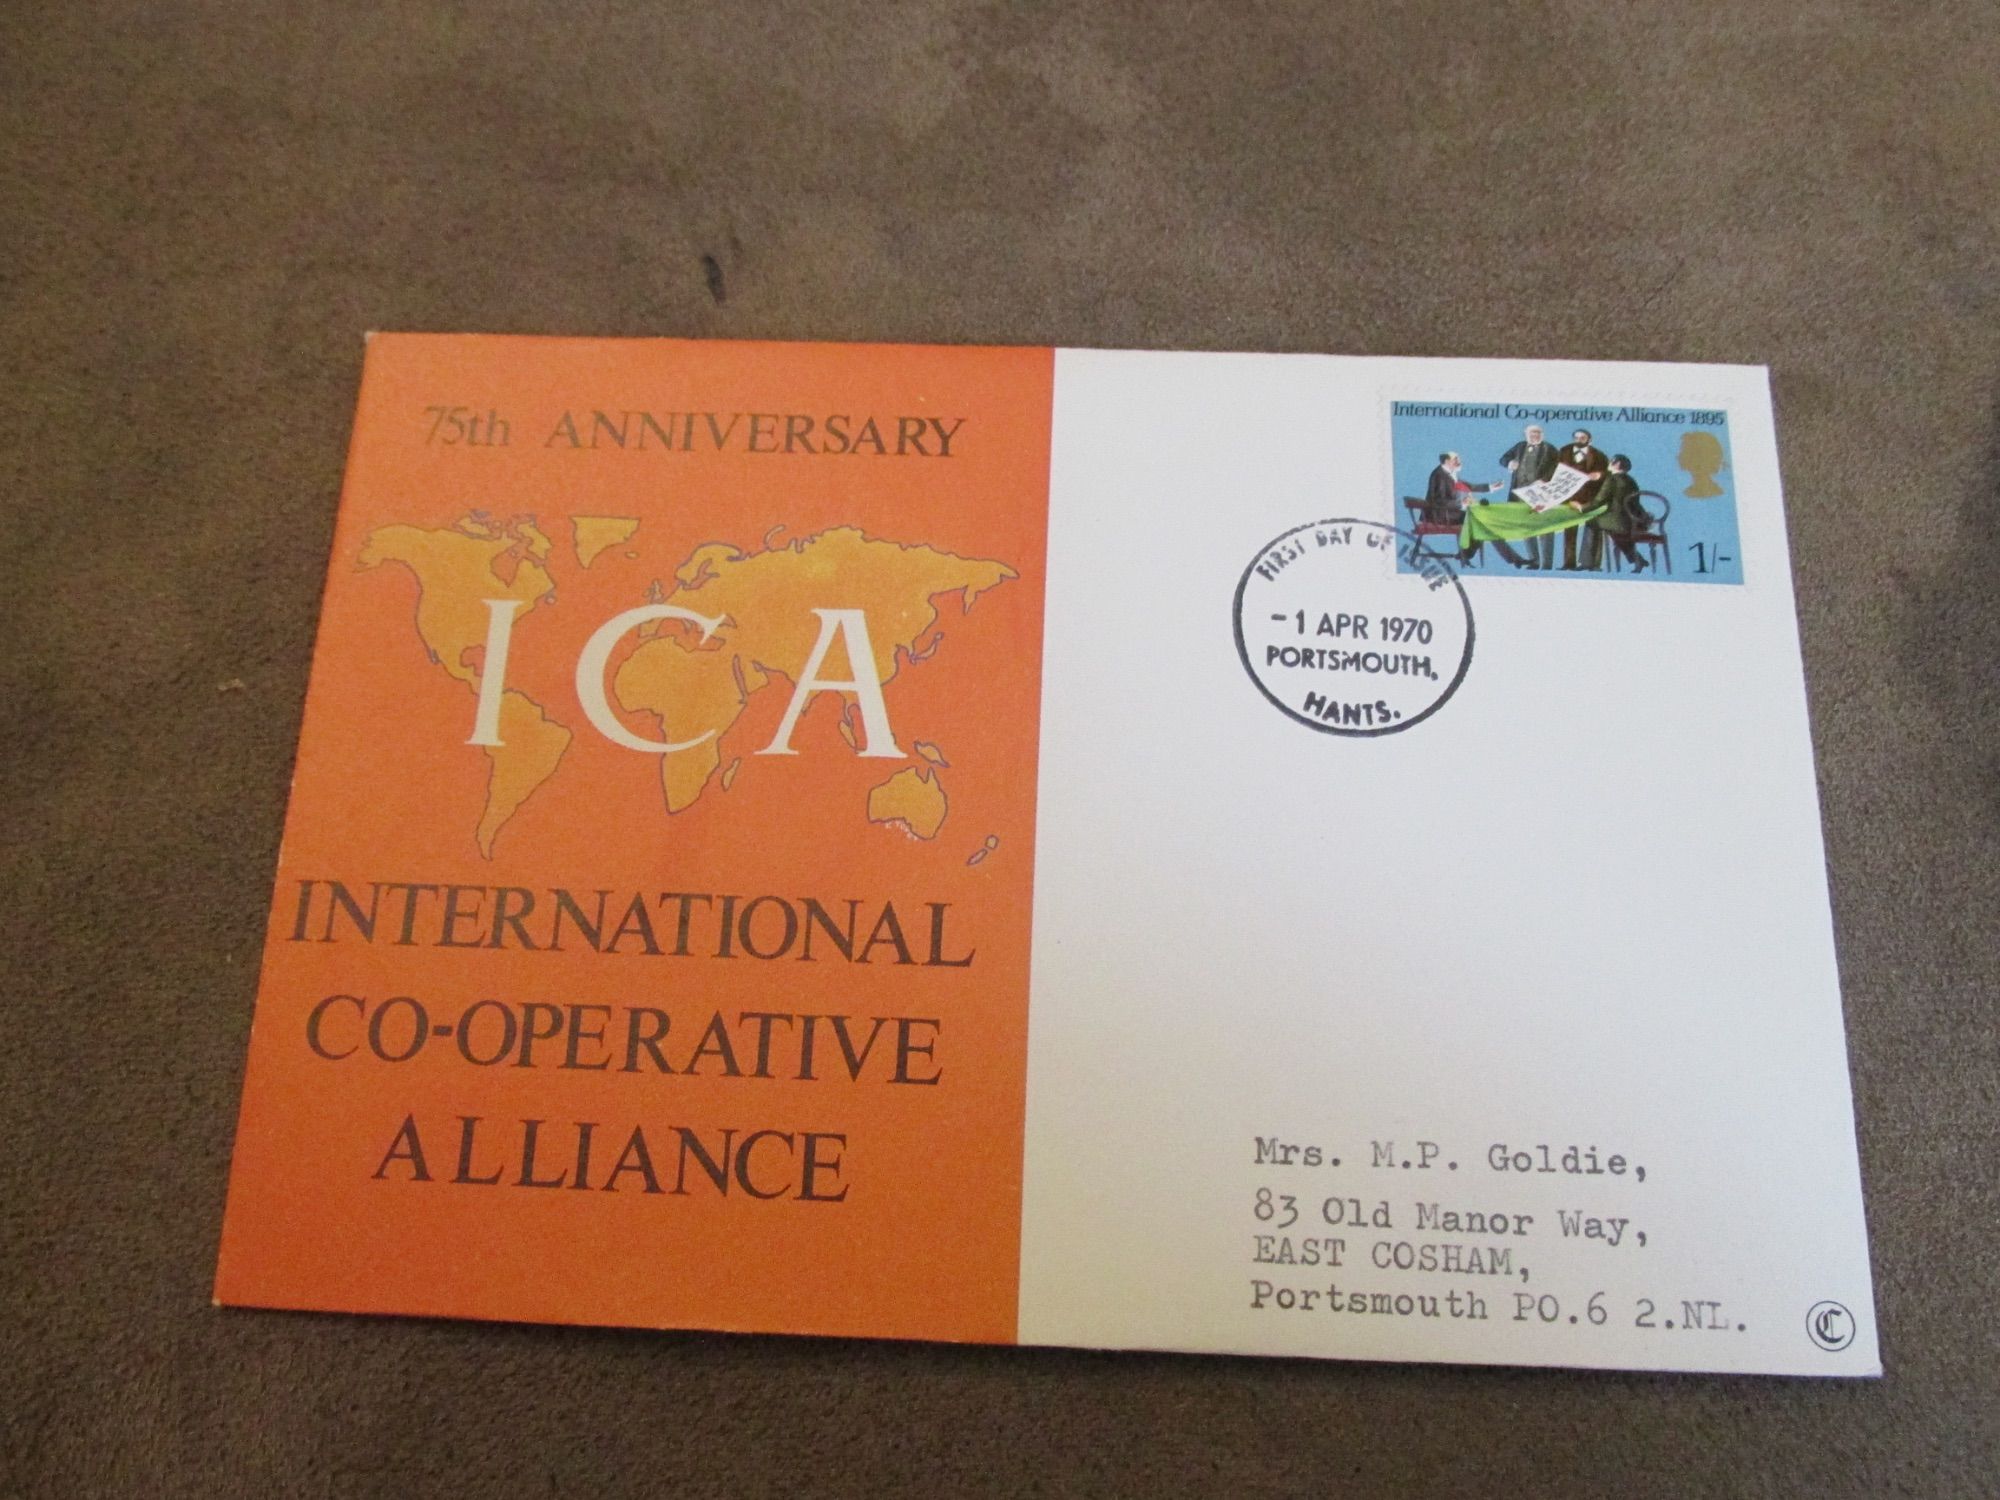 75th ANNIVERSARY
ICA
INTERNATIONAL
CO-OPERATIVE
ALLIANCE
International Co-operative Alliance 1895
1/-
FIRST DAY OF ISSUE
- 1 APR 1970
PORTSMOUTH,
HANTS.
Mrs. M.P. Goldie,
83 Old Manor Way,
EAST COSHAM,
Portsmouth PO.6 2.NL.
C